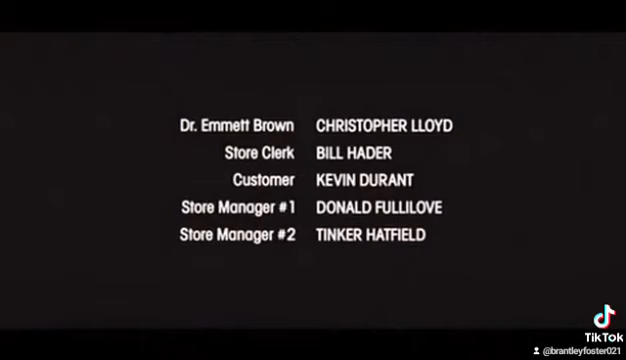 Dr. Emmett Brown CHRISTOPHER LLOYD
Store Clerk BILL HADER
Customer KEVIN DURANT
Store Manager #1 DONALD FULLILOVE
Store Manager #2 TINKER HATFIELD
TikTok
@brantleyfoster021